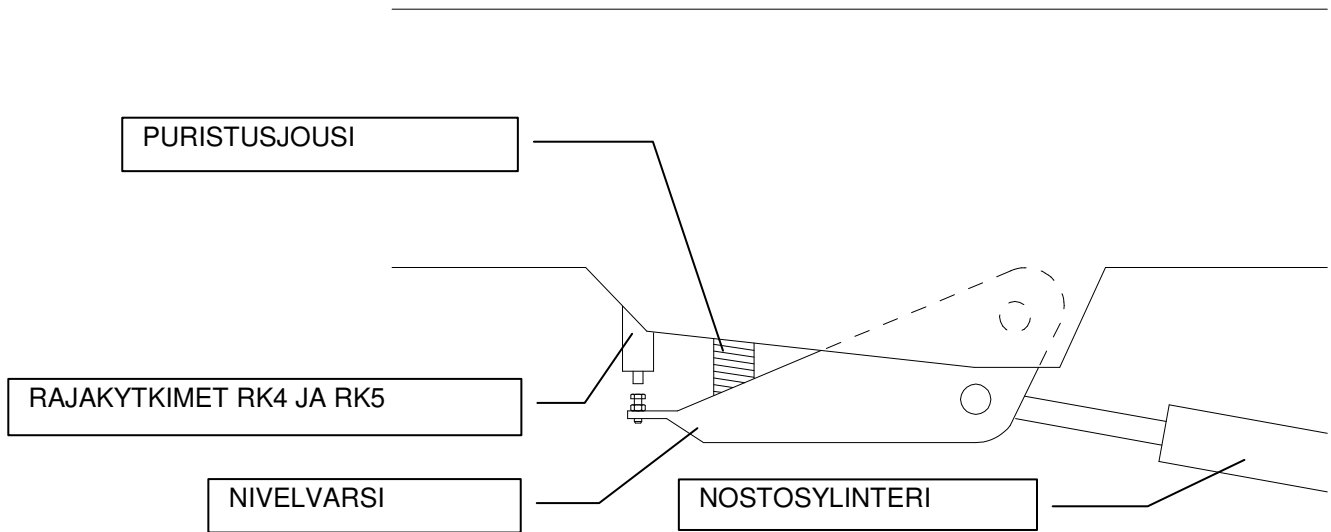 PURISTUSJOUSI
RAJAKYTKIMET RK4 JA RK5
NIVELVARSI
NOSTOSYLINTERI